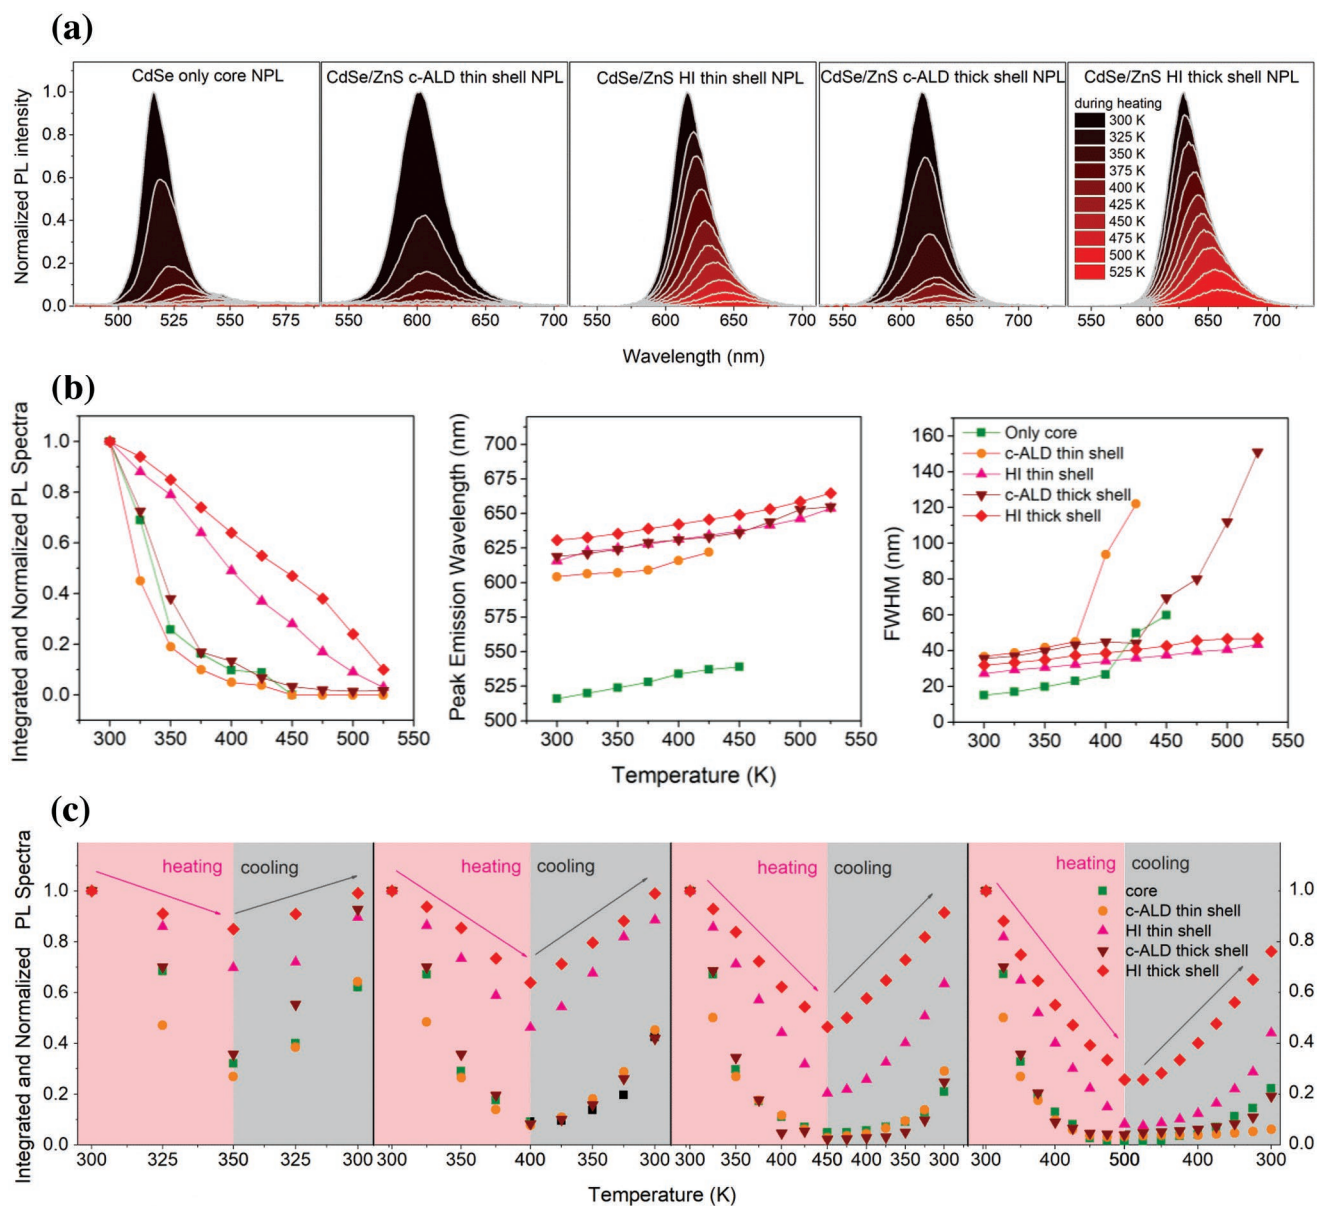 (a)
CdSe only core NPL
CdSe/ZnS c-ALD thin shell NPL
CdSe/ZnS HI thin shell NPL
CdSe/ZnS c-ALD thick shell NPL
CdSe/ZnS HI thick shell NPL
Normalized PL intensity
1.0
0.8
0.6
0.4
0.2
0.0
during heating
300 K
325 K
350 K
375 K
400 K
425 K
450 K
475 K
500 K
525 K
500 525 550 575
550 600 650 700
550 600 650 700
550 600 650 700
550 600 650 700
Wavelength (nm)
(b)
Integrated and Normalized PL Spectra
1.0
0.8
0.6
0.4
0.2
0.0
300 350 400 450 500 550
Peak Emission Wavelength (nm)
700
675
650
625
600
575
550
525
500
300 350 400 450 500 550
FWHM (nm)
160
140
120
100
80
60
40
20
0
Only core
c-ALD thin shell
HI thin shell
c-ALD thick shell
HI thick shell
300 350 400 450 500 550
Temperature (K)
(c)
Integrated and Normalized PL Spectra
1.0
0.8
0.6
0.4
0.2
0.0
heating cooling
heating cooling
heating cooling
heating cooling
core
c-ALD thin shell
HI thin shell
c-ALD thick shell
HI thick shell
1.0
0.8
0.6
0.4
0.2
0.0
300 325 350 325 300
300 350 400 350 300
300 350 400 450 400 350 300
300 400 500 400 300
Temperature (K)